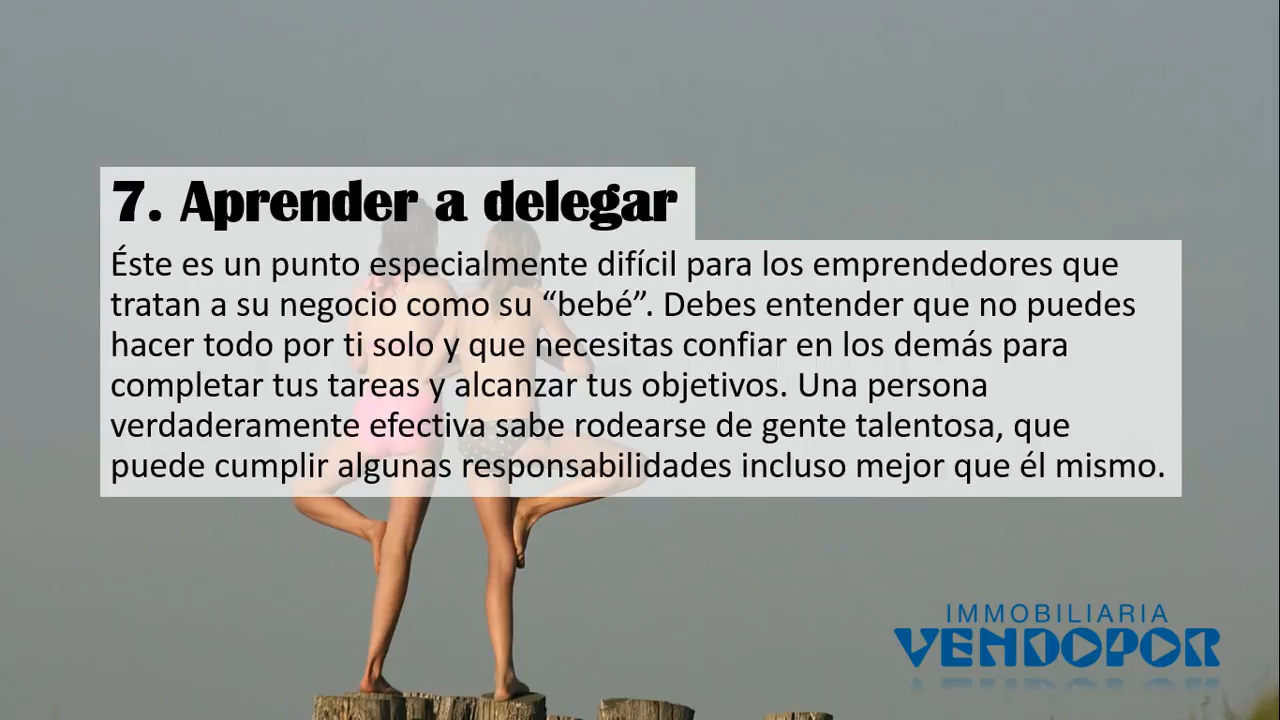 7. Aprender a delegar
Éste es un punto especialmente difícil para los emprendedores que
tratan a su negocio como su “bebé”. Debes entender que no puedes
hacer todo por ti solo y que necesitas confiar en los demás para
completar tus tareas y alcanzar tus objetivos. Una persona
verdaderamente efectiva sabe rodearse de gente talentosa, que
puede cumplir algunas responsabilidades incluso mejor que él mismo.
IMMOBILIARIA
VENDOPOR